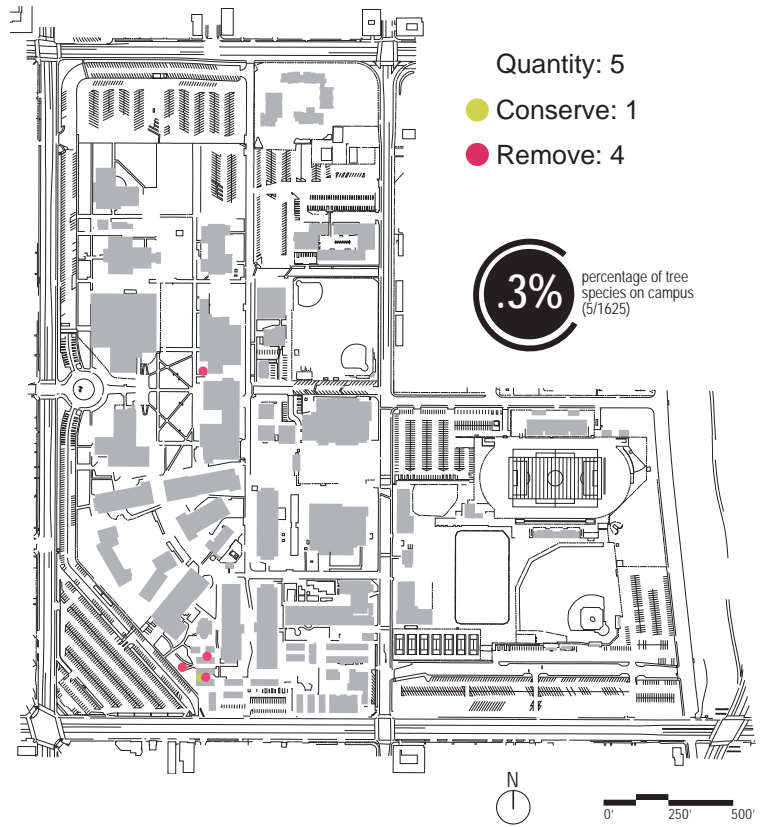 Quantity: 5
Conserve: 1
Remove: 4
.3%
percentage of tree
species on campus
(5/1625)
N
0' 250' 500'